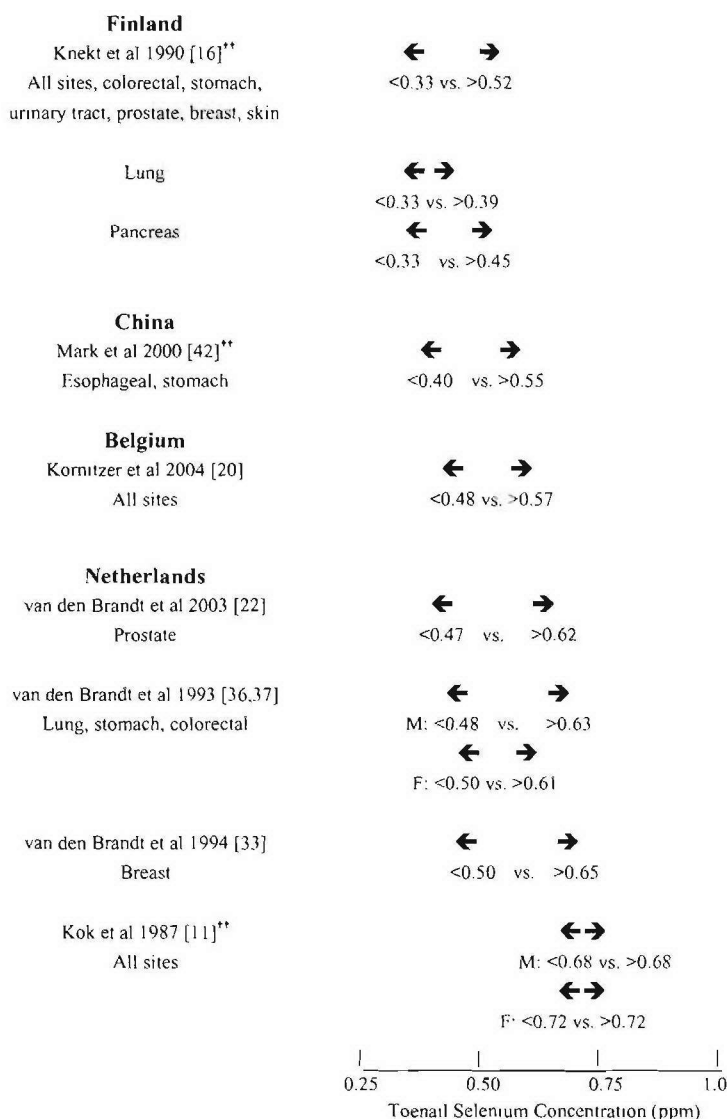 Finland
Knekt et al 1990 [16]††
All sites, colorectal, stomach,
urinary tract, prostate, breast, skin
<0.33 vs. >0.52
Lung
<0.33 vs. >0.39
Pancreas
<0.33 vs. >0.45
China
Mark et al 2000 [42]††
Esophageal, stomach
<0.40 vs. >0.55
Belgium
Kornitzer et al 2004 [20]
All sites
<0.48 vs. >0.57
Netherlands
van den Brandt et al 2003 [22]
Prostate
<0.47 vs. >0.62
van den Brandt et al 1993 [36,37]
Lung, stomach, colorectal
M: <0.48 vs. >0.63
F: <0.50 vs. >0.61
van den Brandt et al 1994 [33]
Breast
<0.50 vs. >0.65
Kok et al 1987 [11]††
All sites
M: <0.68 vs. >0.68
F: <0.72 vs. >0.72
0.25 0.50 0.75 1.0
Toenail Selenium Concentration (ppm)